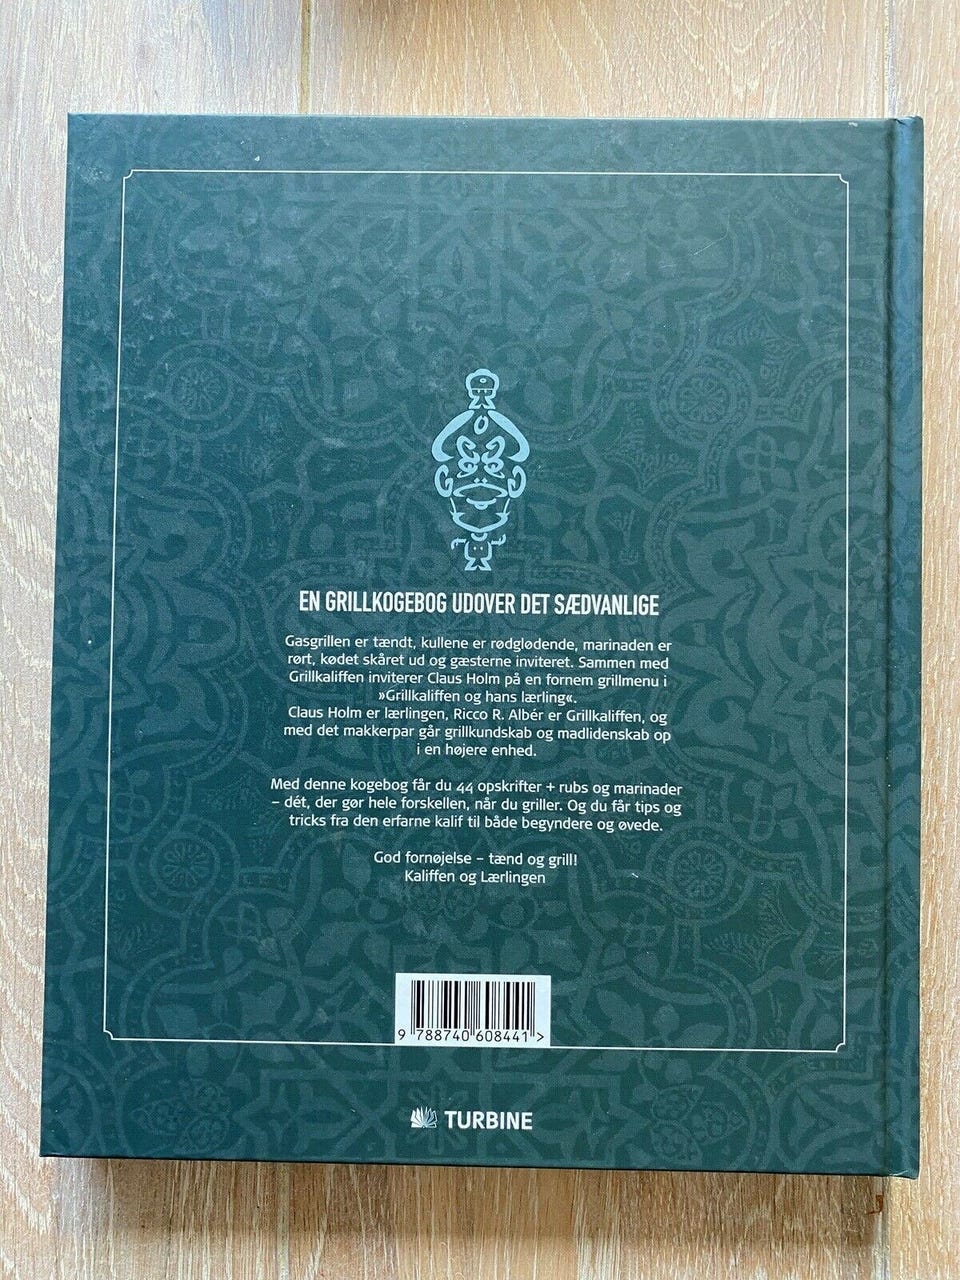 EN GRILLKOGEBOG UDOVER DET SÆDVANLIGE
Gasgrillen er tændt, kullene er rødglødende, marinaden er
rørt, kødet skåret ud og gæsterne inviteret. Sammen med
Grillkaliffen inviterer Claus Holm på en fornem grillmenu i
»Grillkaliffen og hans lærling«.
Claus Holm er lærlingen, Ricco R. Albér er Grillkaliffen, og
med det makkerpar går grillkundskab og madlidenskab op
i en højere enhed.
Med denne kogebog får du 44 opskrifter + rubs og marinader
– dét, der gør hele forskellen, når du griller. Og du får tips og
tricks fra den erfarne kalif til både begyndere og øvede.
God fornøjelse – tænd og grill!
Kaliffen og Lærlingen
9 788740 608441 >
TURBINE